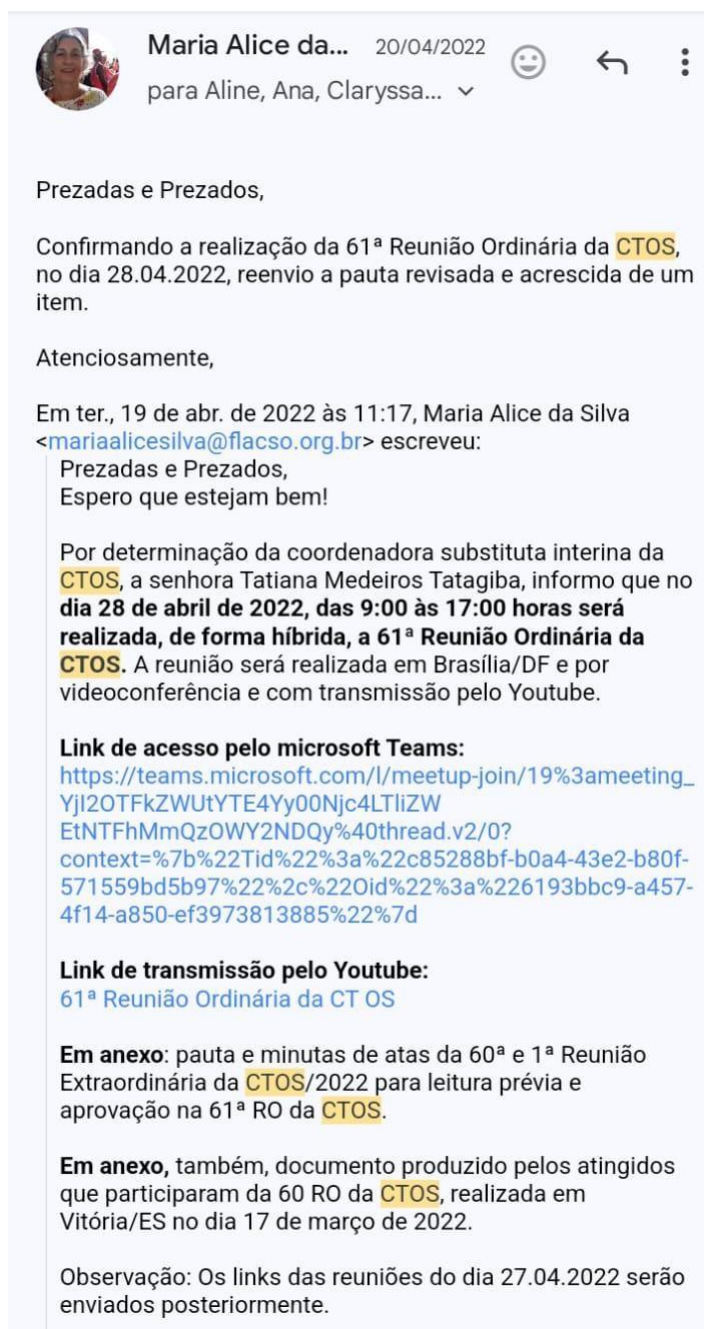 Maria Alice da... 20/04/2022
para Aline, Ana, Claryssa...
Prezadas e Prezados,
Confirmando a realização da 61ª Reunião Ordinária da CTOS,
no dia 28.04.2022, reenvio a pauta revisada e acrescida de um
item.
Atenciosamente,
Em ter., 19 de abr. de 2022 às 11:17, Maria Alice da Silva
<mariaalicesilva@flacso.org.br> escreveu:
Prezadas e Prezados,
Espero que estejam bem!
Por determinação da coordenadora substituta interina da
CTOS, a senhora Tatiana Medeiros Tatagiba, informo que no
dia 28 de abril de 2022, das 9:00 às 17:00 horas será
realizada, de forma híbrida, a 61ª Reunião Ordinária da
CTOS. A reunião será realizada em Brasília/DF e por
videoconferência e com transmissão pelo Youtube.
Link de acesso pelo microsoft Teams:
https://teams.microsoft.com/l/meetup-join/19%3ameeting_
YjI2OTFkZWUtYTE4Yy00Njc4LTliZW
EtNTFhMmQzOWY2NDQy%40thread.v2/0?
context=%7b%22Tid%22%3a%22c85288bf-b0a4-43e2-b80f-
571559bd5b97%22%2c%22Oid%22%3a%226193bbc9-a457-
4f14-a850-ef3973813885%22%7d
Link de transmissão pelo Youtube:
61ª Reunião Ordinária da CT OS
Em anexo: pauta e minutas de atas da 60ª e 1ª Reunião
Extraordinária da CTOS/2022 para leitura prévia e
aprovação na 61ª RO da CTOS.
Em anexo, também, documento produzido pelos atingidos
que participaram da 60 RO da CTOS, realizada em
Vitória/ES no dia 17 de março de 2022.
Observação: Os links das reuniões do dia 27.04.2022 serão
enviados posteriormente.